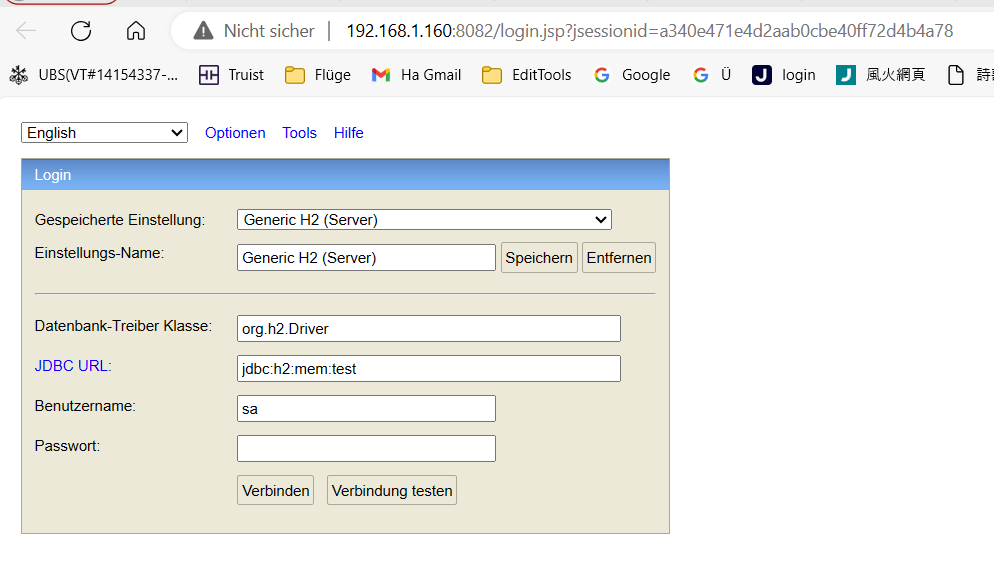 Nicht sicher | 192.168.1.160:8082/login.jsp?jsessionid=a340e471e4d2aab0cbe40ff72d4b4a78
UBS(VT#14154337-... Truist Flüge Ha Gmail EditTools Google Ü login 風火網頁
English Optionen Tools Hilfe
Login
Gespeicherte Einstellung: Generic H2 (Server)
Einstellungs-Name: Generic H2 (Server) Speichern Entfernen
Datenbank-Treiber Klasse: org.h2.Driver
JDBC URL: jdbc:h2:mem:test
Benutzername: sa
Passwort:
Verbinden Verbindung testen